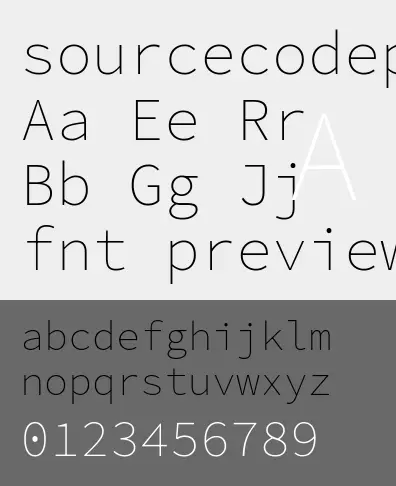 sourcecodep
Aa Ee Rr
A
Bb Gg Jj
fnt preview
abcdefghijklm
nopqrstuvwxyz
0123456789